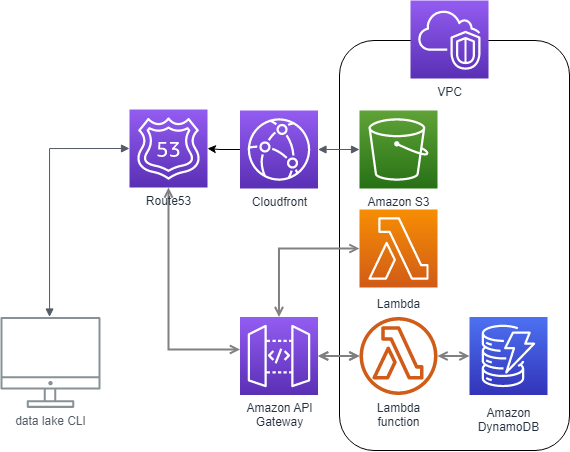 VPC
53
Route53
Cloudfront
Amazon S3
Lambda
</>
data lake CLI
Amazon API
Gateway
Lambda
function
Amazon
DynamoDB